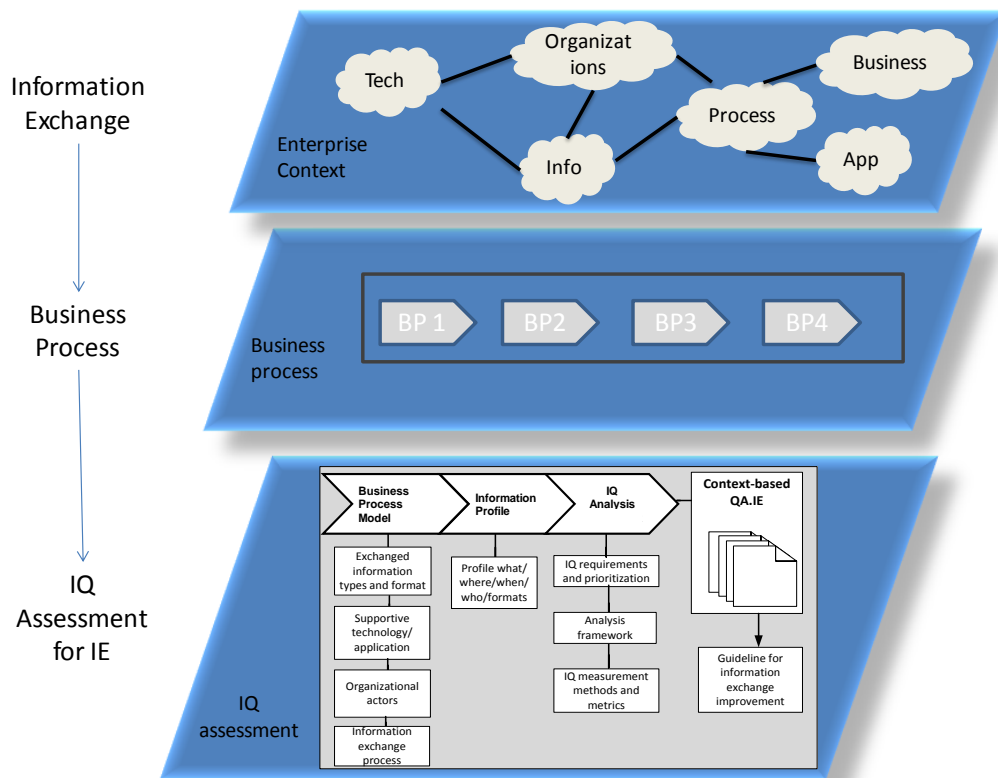 Information
Exchange
Business
Process
IQ
Assessment
for IE
Tech
Organizat
ions
Business
Process
Info
App
Enterprise
Context
BP 1
BP2
BP3
BP4
Business
process
Business
Process
Model
Information
Profile
IQ
Analysis
Context-based
QA.IE
Exchanged
information
types and format
Supportive
technology/
application
Organizational
actors
Information
exchange
process
Profile what/
where/when/
who/formats
IQ requirements
and prioritization
Analysis
framework
IQ measurement
methods and
metrics
Guideline for
information
exchange
improvement
IQ
assessment